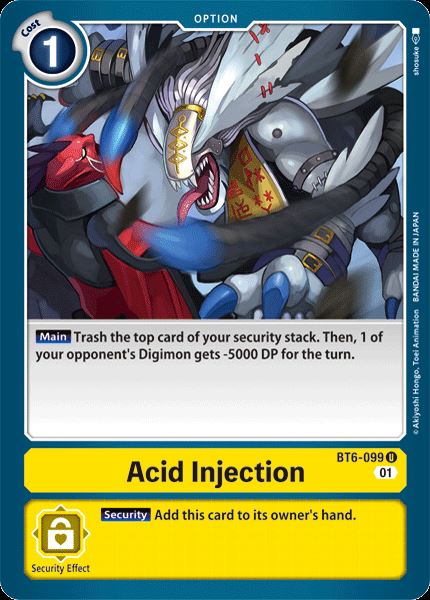 OPTION
Cost
1
shosuke
©Akiyoshi Hongo, Toei Animation BANDAI MADE IN JAPAN
Main Trash the top card of your security stack. Then, 1 of
your opponent's Digimon gets -5000 DP for the turn.
BT6-099 U
Acid Injection
01
Security Add this card to its owner's hand.
Security Effect